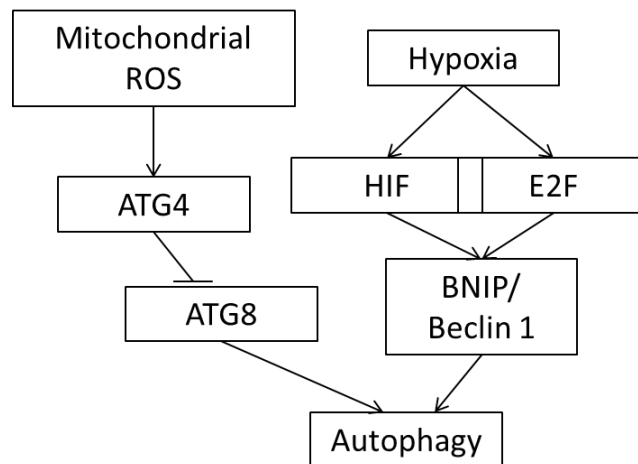 Mitochondrial
ROS
Hypoxia
HIF
E2F
ATG4
BNIP/
Beclin 1
ATG8
Autophagy